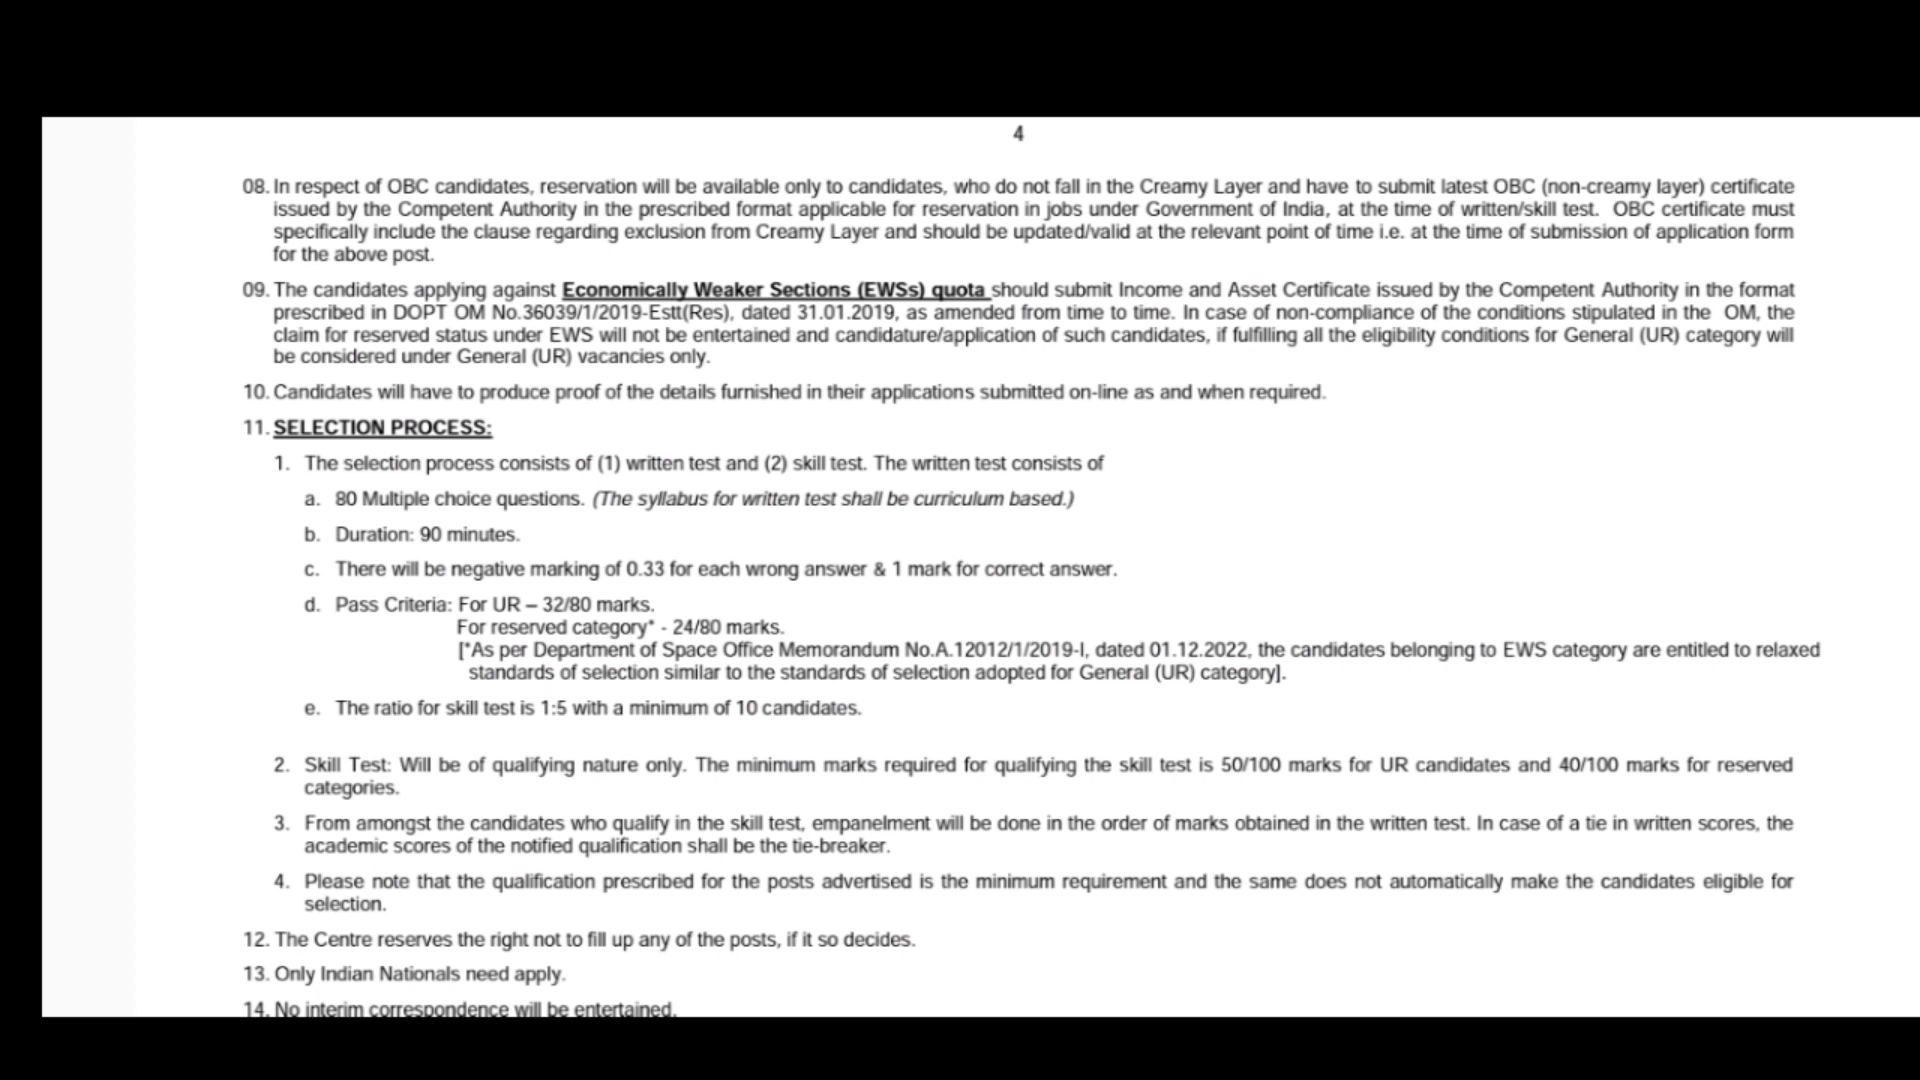 4
08. In respect of OBC candidates, reservation will be available only to candidates, who do not fall in the Creamy Layer and have to submit latest OBC (non-creamy layer) certificate
issued by the Competent Authority in the prescribed format applicable for reservation in jobs under Government of India, at the time of written/skill test. OBC certificate must
specifically include the clause regarding exclusion from Creamy Layer and should be updated/valid at the relevant point of time i.e. at the time of submission of application form
for the above post.
09. The candidates applying against Economically Weaker Sections (EWSs) quota should submit Income and Asset Certificate issued by the Competent Authority in the format
prescribed in DOPT OM No.36039/1/2019-Estt(Res), dated 31.01.2019, as amended from time to time. In case of non-compliance of the conditions stipulated in the OM, the
claim for reserved status under EWS will not be entertained and candidature/application of such candidates, if fulfilling all the eligibility conditions for General (UR) category will
be considered under General (UR) vacancies only.
10. Candidates will have to produce proof of the details furnished in their applications submitted on-line as and when required.
11. SELECTION PROCESS:
1. The selection process consists of (1) written test and (2) skill test. The written test consists of
a. 80 Multiple choice questions. (The syllabus for written test shall be curriculum based.)
b. Duration: 90 minutes.
c. There will be negative marking of 0.33 for each wrong answer & 1 mark for correct answer.
d. Pass Criteria: For UR – 32/80 marks.
For reserved category* - 24/80 marks.
[*As per Department of Space Office Memorandum No.A.12012/1/2019-I, dated 01.12.2022, the candidates belonging to EWS category are entitled to relaxed
standards of selection similar to the standards of selection adopted for General (UR) category].
e. The ratio for skill test is 1:5 with a minimum of 10 candidates.
2. Skill Test: Will be of qualifying nature only. The minimum marks required for qualifying the skill test is 50/100 marks for UR candidates and 40/100 marks for reserved
categories.
3. From amongst the candidates who qualify in the skill test, empanelment will be done in the order of marks obtained in the written test. In case of a tie in written scores, the
academic scores of the notified qualification shall be the tie-breaker.
4. Please note that the qualification prescribed for the posts advertised is the minimum requirement and the same does not automatically make the candidates eligible for
selection.
12. The Centre reserves the right not to fill up any of the posts, if it so decides.
13. Only Indian Nationals need apply.
14. No interim correspondence will be entertained.